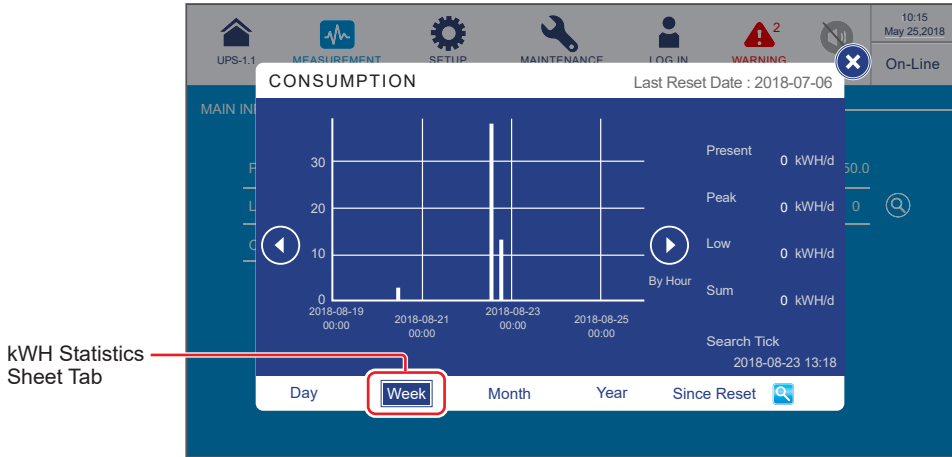 10:15
May 25,2018
2
UPS-1.1
MEASUREMENT
SETUP
MAINTENANCE
LOG IN
WARNING
On-Line
CONSUMPTION
Last Reset Date : 2018-07-06
MAIN IN
30
20
10
0
2018-08-19
00:00
2018-08-21
00:00
2018-08-23
00:00
2018-08-25
00:00
By Hour
Present
0 kWH/d
Peak
0 kWH/d
Low
0 kWH/d
Sum
0 kWH/d
Search Tick
2018-08-23 13:18
P
50.0
L
0
C
kWH Statistics
Sheet Tab
Day
Week
Month
Year
Since Reset